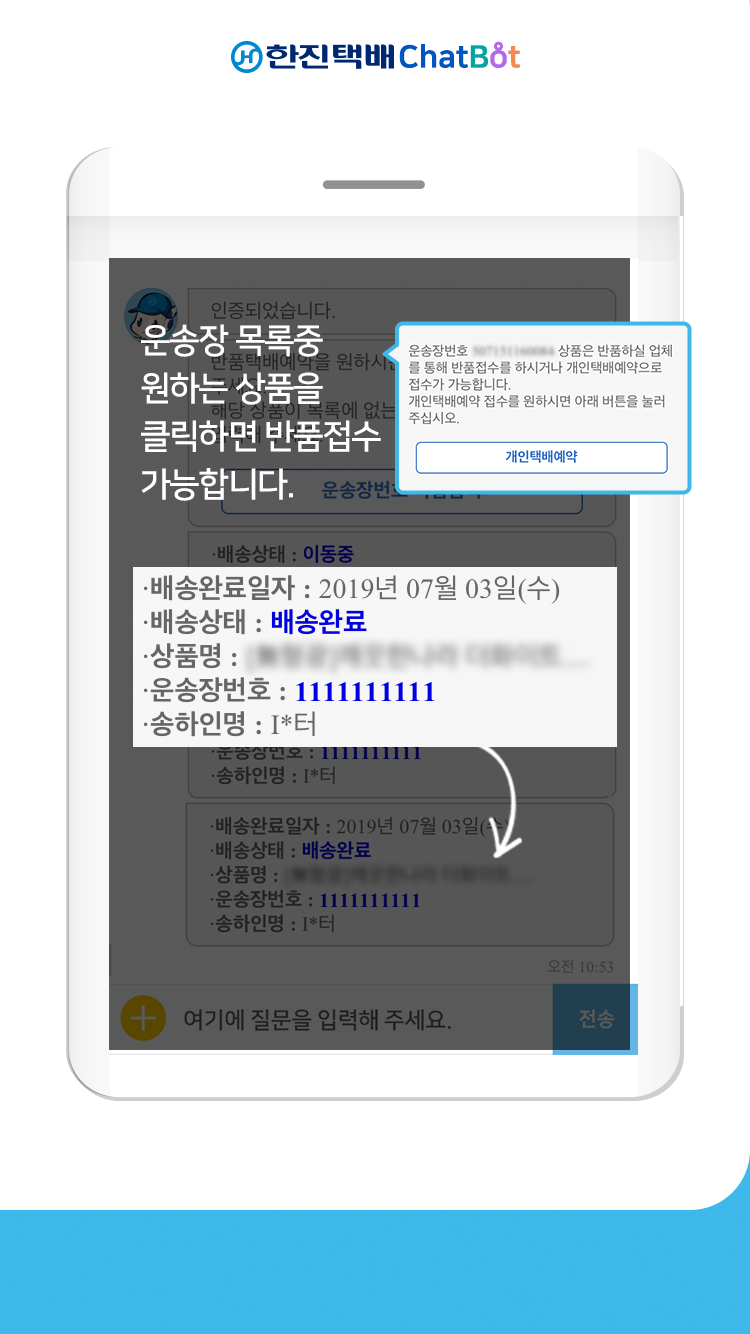 한진택배 ChatBot
인증되었습니다.
운송장 목록중
원하는 상품을
클릭하면 반품접수
가능합니다.
반품택배예약을 원하시는
해당 상품이 목록에 없는
운송장번호
운송장번호 상품은 반품하실 업체
를 통해 반품접수를 하시거나 개인택배예약으로
접수가 가능합니다.
개인택배예약 접수를 원하시면 아래 버튼을 눌러
주십시오.
개인택배예약
·배송상태 : 이동중
·배송완료일자 : 2019년 07월 03일(수)
·배송상태 : 배송완료
·상품명 :
·운송장번호 : 1111111111
·송하인명 : I*터
·운송장번호 : 1111111111
·송하인명 : I*터
·배송완료일자 : 2019년 07월 03일(수)
·배송상태 : 배송완료
·상품명 :
·운송장번호 : 1111111111
·송하인명 : I*터
오전 10:53
여기에 질문을 입력해 주세요.
전송